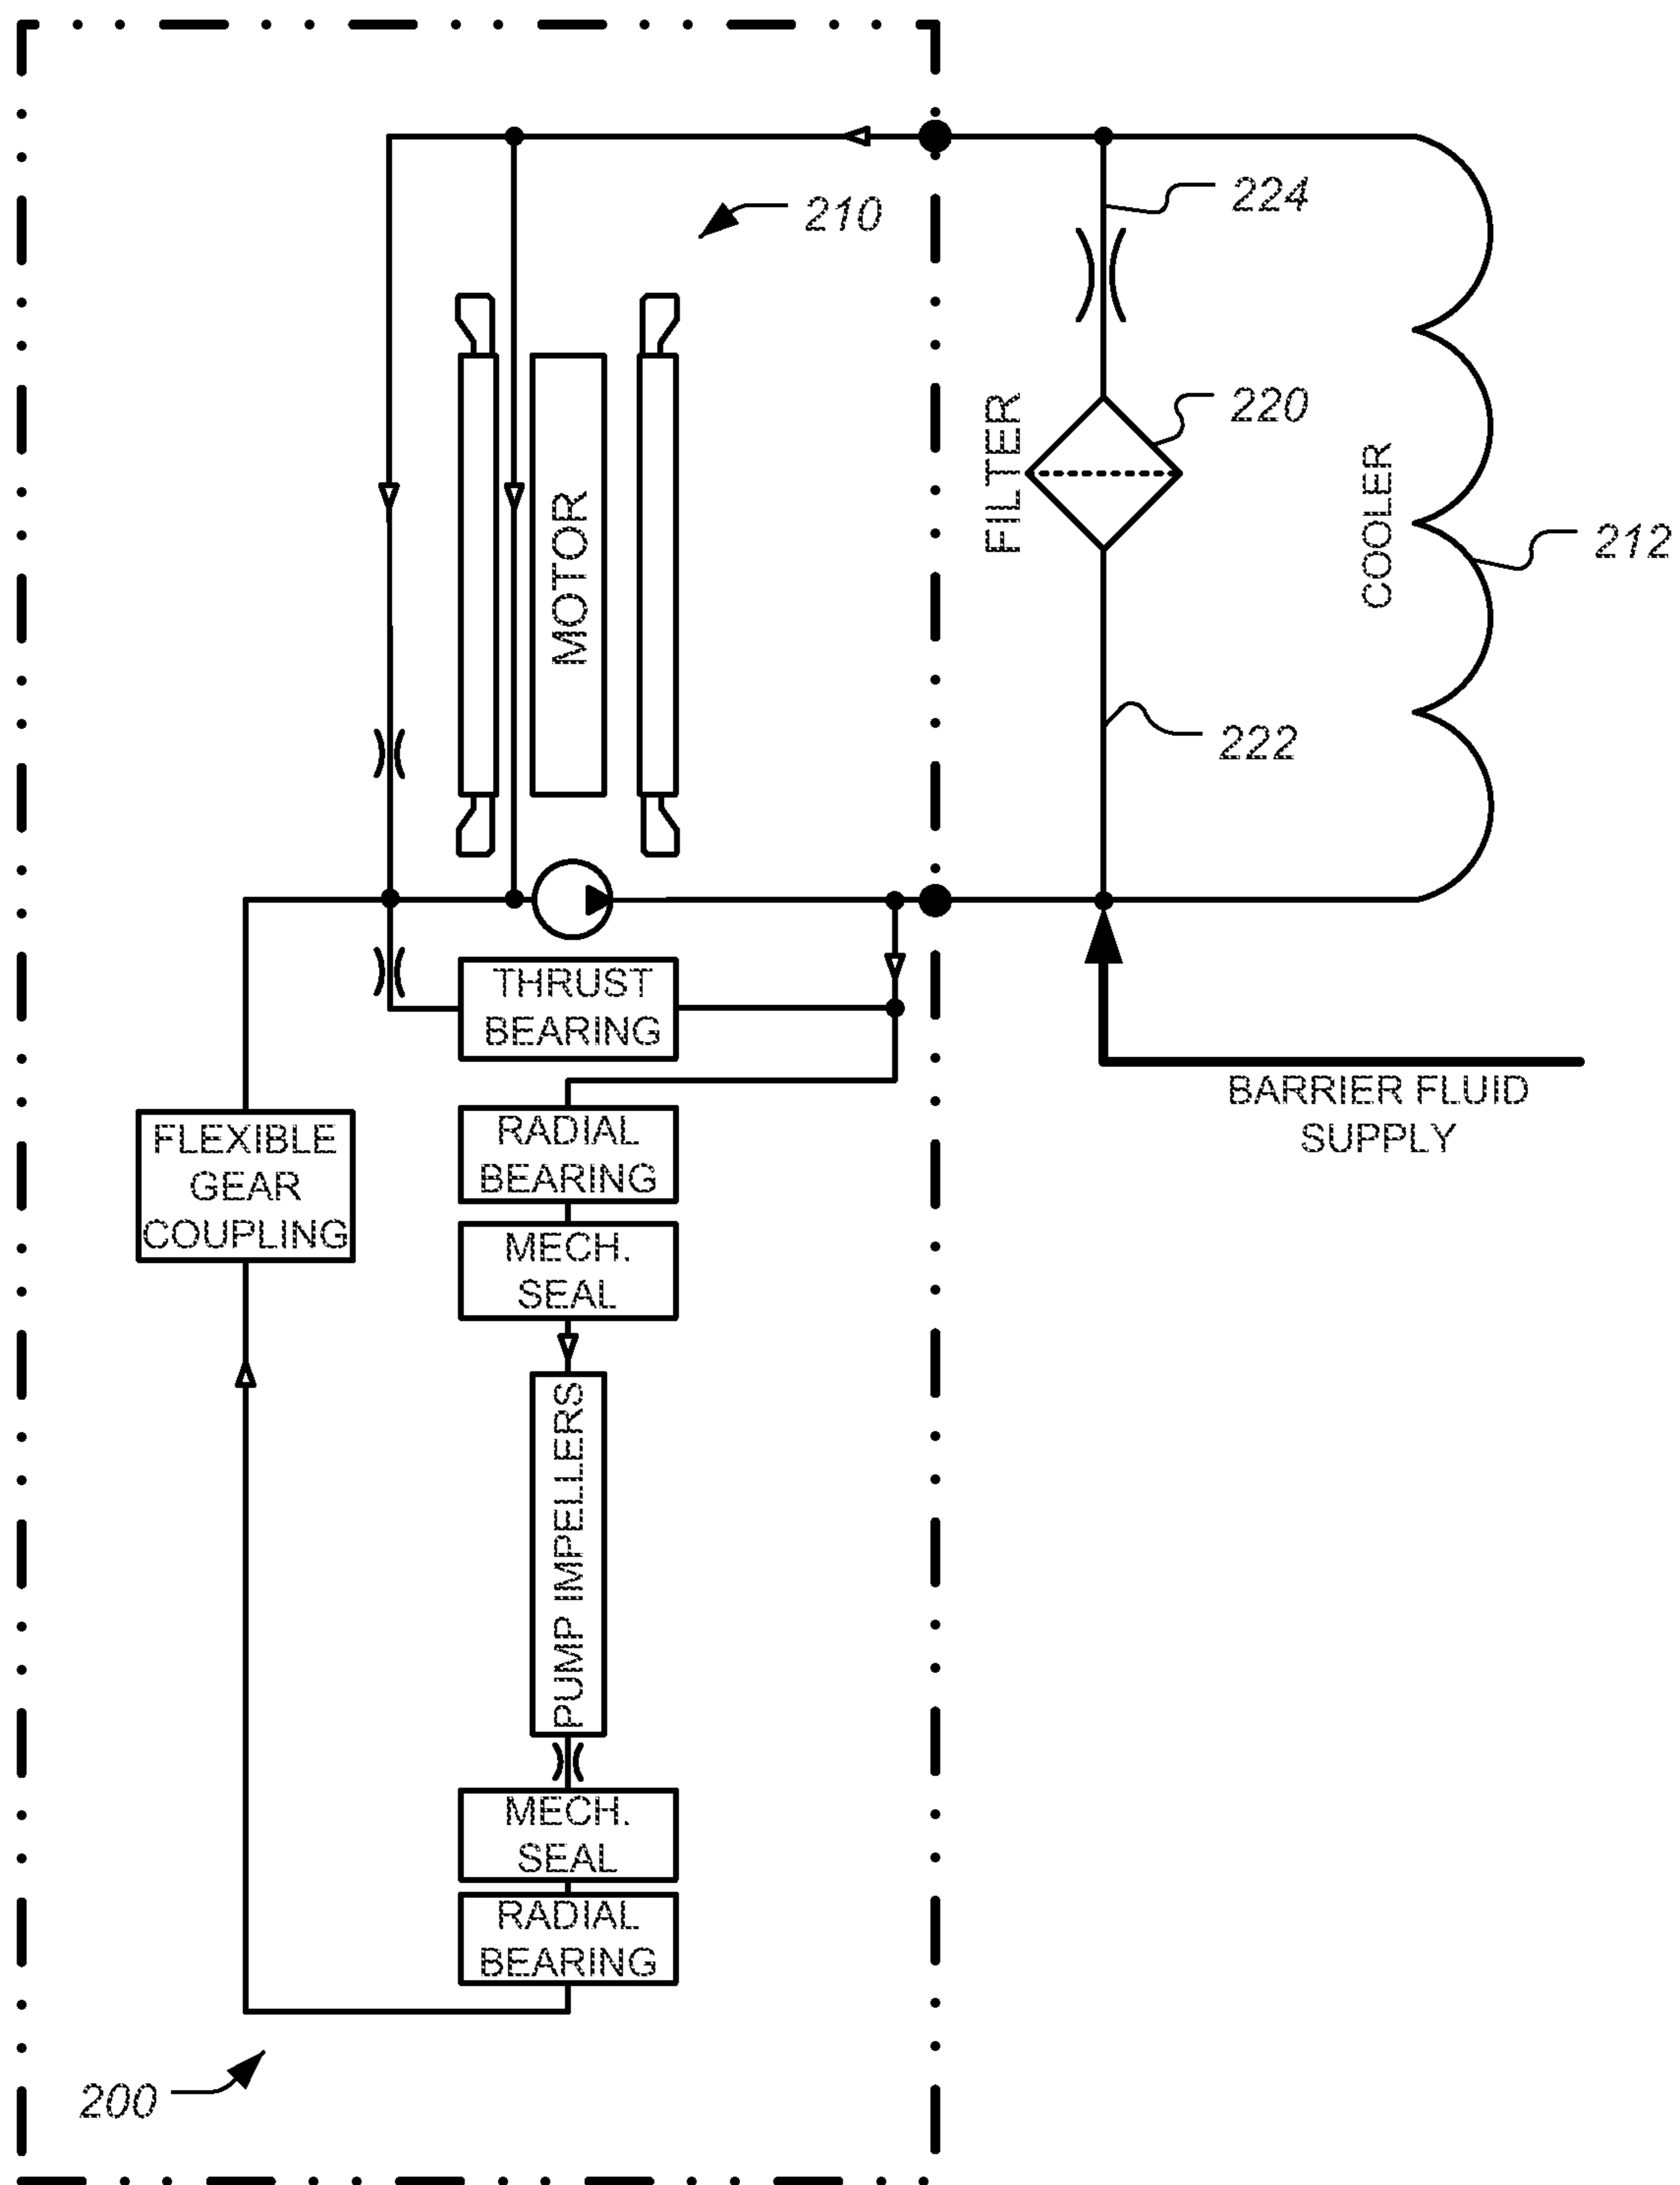 224
210
220
FILTER
COOLER
212
MOTOR
222
THRUST
BEARING
BARRIER FLUID
SUPPLY
RADIAL
BEARING
FLEXIBLE
GEAR
COUPLING
MECH.
SEAL
PUMP IMPELLERS
MECH.
SEAL
RADIAL
BEARING
200